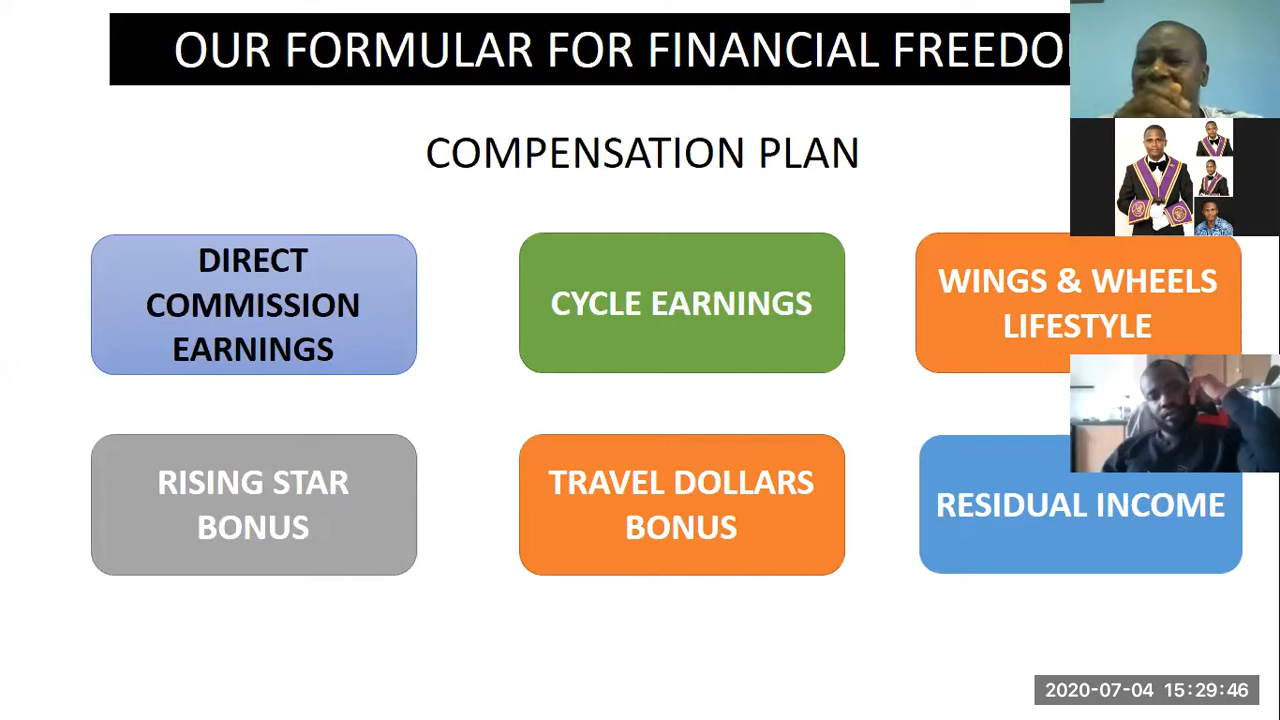 OUR FORMULAR FOR FINANCIAL FREEDO
COMPENSATION PLAN
DIRECT
COMMISSION
EARNINGS
CYCLE EARNINGS
WINGS & WHEELS
LIFESTYLE
RISING STAR
BONUS
TRAVEL DOLLARS
BONUS
RESIDUAL INCOME
2020-07-04 15:29:46